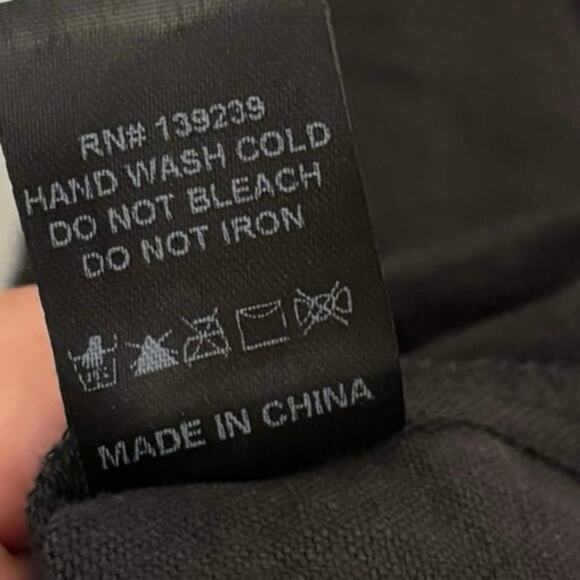 RN# 139239
HAND WASH COLD
DO NOT BLEACH
DO NOT IRON
MADE IN CHINA